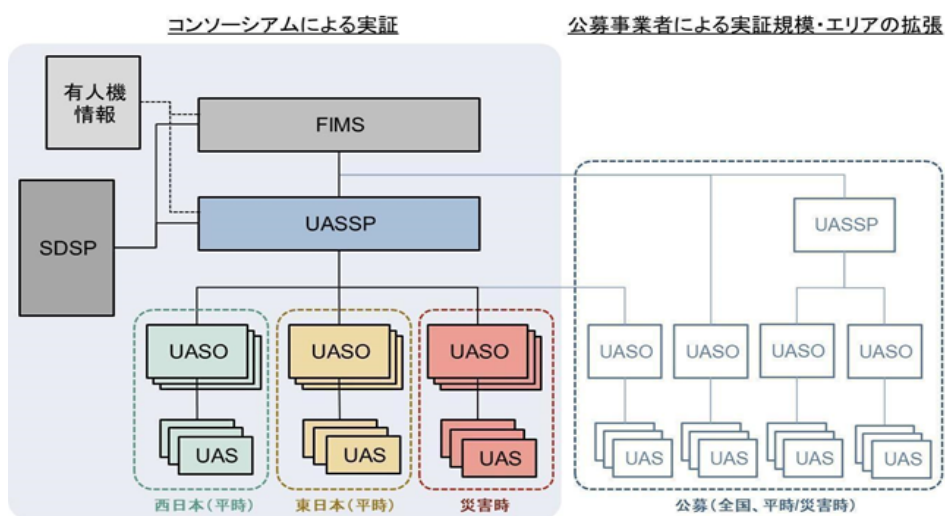 コンソーシアムによる実証
公募事業者による実証規模・エリアの拡張
有人機
情報
FIMS
SDSP
UASSP
UASSP
UASO
UASO
UASO
UASO
UASO
UASO
UASO
UAS
UAS
UAS
UAS
UAS
UAS
UAS
西日本(平時)
東日本(平時)
災害時
公募(全国、平時/災害時)